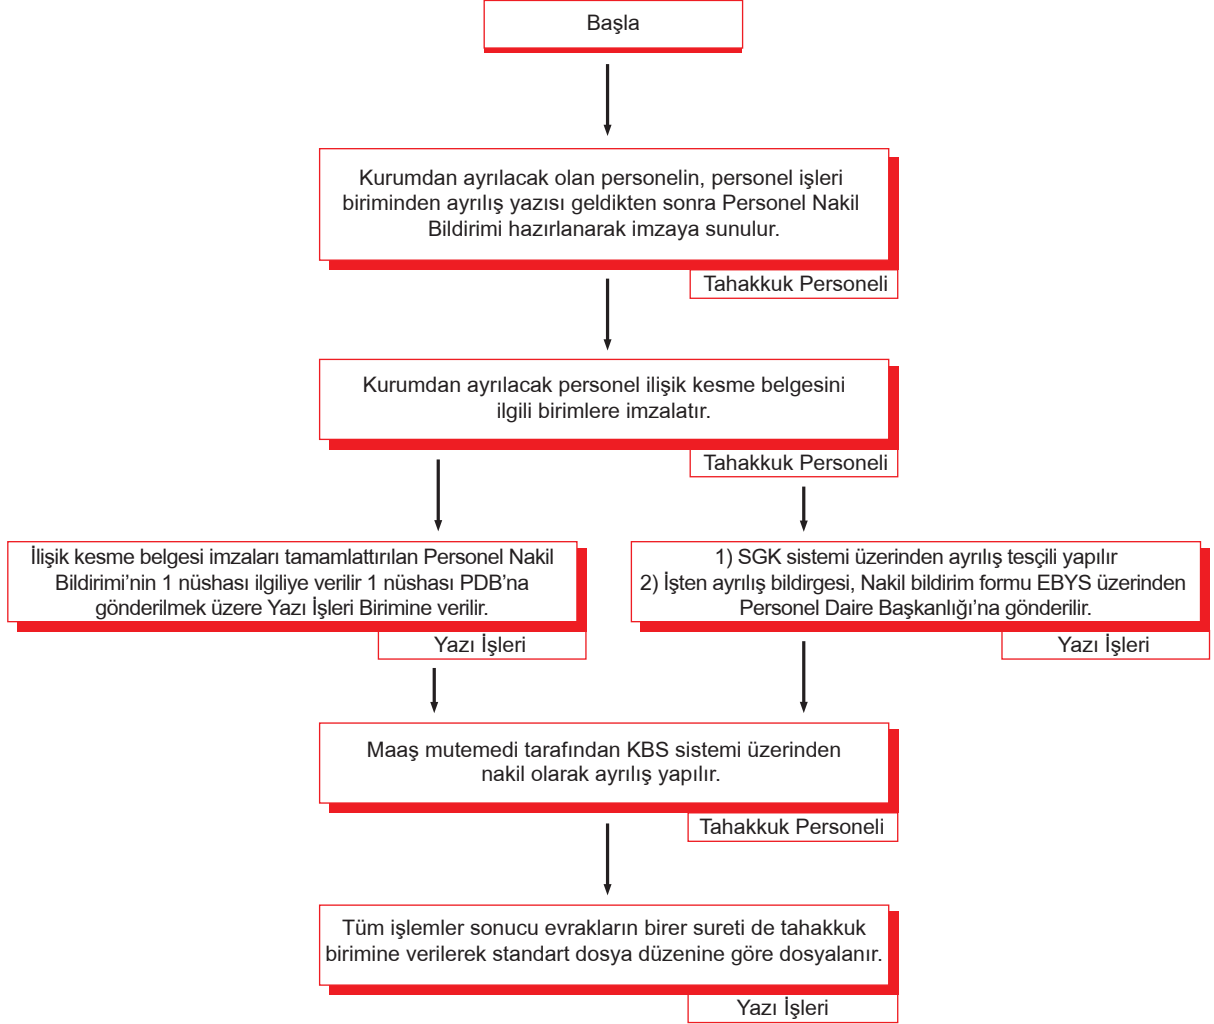 Başla
Kurumdan ayrılacak olan personelin, personel işleri
biriminden ayrılış yazısı geldikten sonra Personel Nakil
Bildirimi hazırlanarak imzaya sunulur.
Tahakkuk Personeli
Kurumdan ayrılacak personel ilişik kesme belgesini
ilgili birimlere imzalatır.
Tahakkuk Personeli
İlişik kesme belgesi imzaları tamamlattırılan Personel Nakil
Bildirimi’nin 1 nüshası ilgiliye verilir 1 nüshası PDB’na
gönderilmek üzere Yazı İşleri Birimine verilir.
Yazı İşleri
1) SGK sistemi üzerinden ayrılış tesçili yapılır
2) İşten ayrılış bildirgesi, Nakil bildirim formu EBYS üzerinden
Personel Daire Başkanlığı’na gönderilir.
Yazı İşleri
Maaş mutemedi tarafından KBS sistemi üzerinden
nakil olarak ayrılış yapılır.
Tahakkuk Personeli
Tüm işlemler sonucu evrakların birer sureti de tahakkuk
birimine verilerek standart dosya düzenine göre dosyalanır.
Yazı İşleri